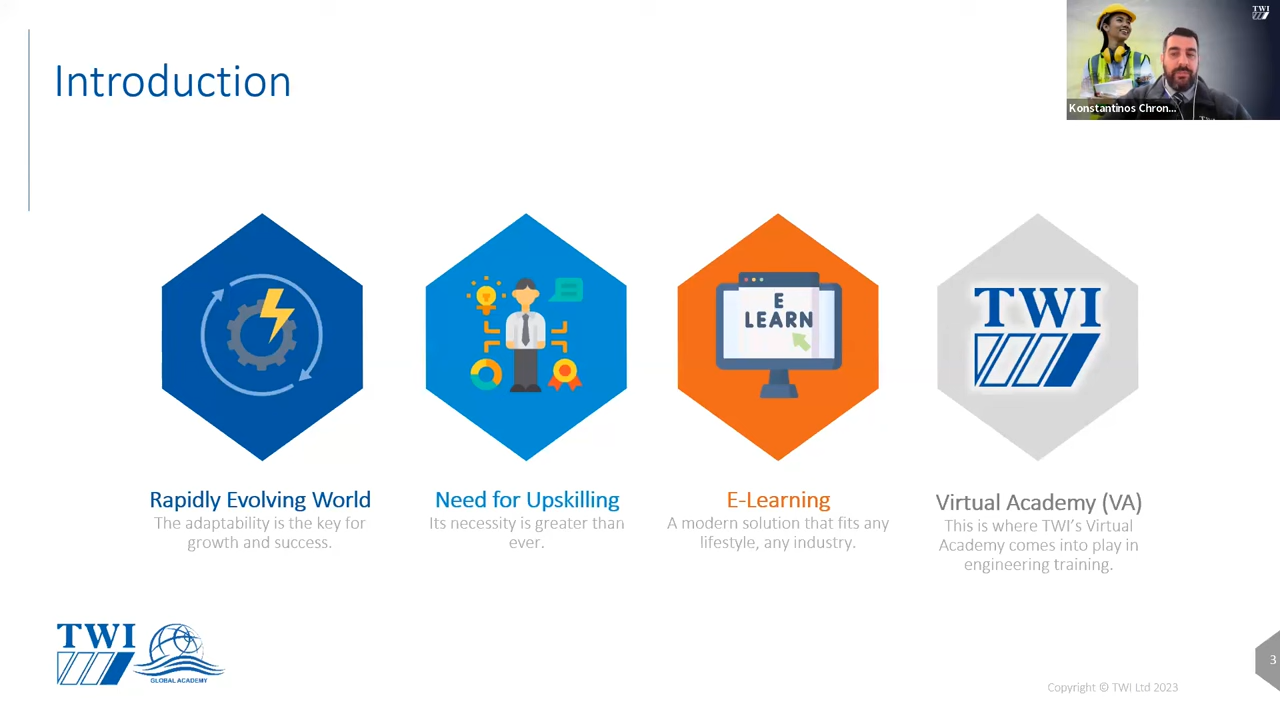 Introduction
TWI
Konstantinos Chron...
E
LEARN
TWI
Rapidly Evolving World
The adaptability is the key for
growth and success.
Need for Upskilling
Its necessity is greater than
ever.
E-Learning
A modern solution that fits any
lifestyle, any industry.
Virtual Academy (VA)
This is where TWI's Virtual
Academy comes into play in
engineering training.
TWI
GLOBAL ACADEMY
3
Copyright © TWI Ltd 2023